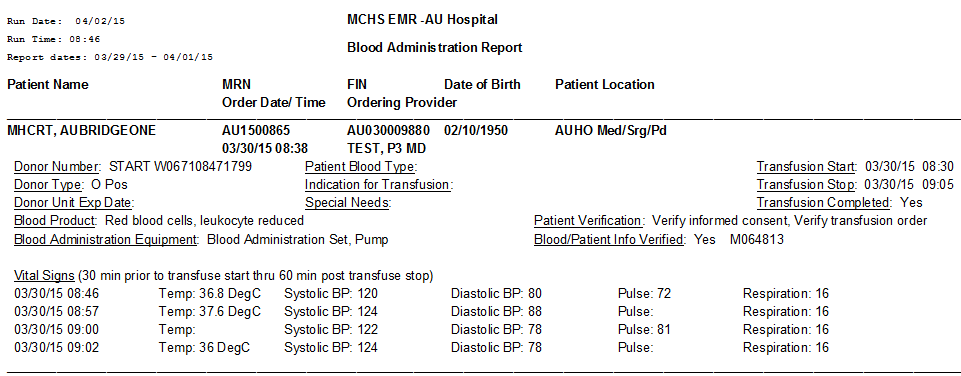 Run Date: 04/02/15
MCHS EMR -AU Hospital
Run Time: 08:46
Blood Administration Report
Report dates: 03/29/15 - 04/01/15
Patient Name MRN FIN Date of Birth Patient Location
Order Date/ Time Ordering Provider
MHCRT, AUBRIDGEONE AU1500865 AU030009880 02/10/1950 AUHO Med/Srg/Pd
03/30/15 08:38 TEST, P3 MD
Donor Number: START W067108471799 Patient Blood Type: Transfusion Start: 03/30/15 08:30
Donor Type: O Pos Indication for Transfusion: Transfusion Stop: 03/30/15 09:05
Donor Unit Exp Date: Special Needs: Transfusion Completed: Yes
Blood Product: Red blood cells, leukocyte reduced Patient Verification: Verify informed consent, Verify transfusion order
Blood Administration Equipment: Blood Administration Set, Pump Blood/Patient Info Verified: Yes M064813
Vital Signs (30 min prior to transfuse start thru 60 min post transfuse stop)
03/30/15 08:46 Temp: 36.8 DegC Systolic BP: 120 Diastolic BP: 80 Pulse: 72 Respiration: 16
03/30/15 08:57 Temp: 37.6 DegC Systolic BP: 124 Diastolic BP: 88 Pulse: Respiration: 16
03/30/15 09:00 Temp: Systolic BP: 122 Diastolic BP: 78 Pulse: 81 Respiration: 16
03/30/15 09:02 Temp: 36 DegC Systolic BP: 124 Diastolic BP: 78 Pulse: Respiration: 16